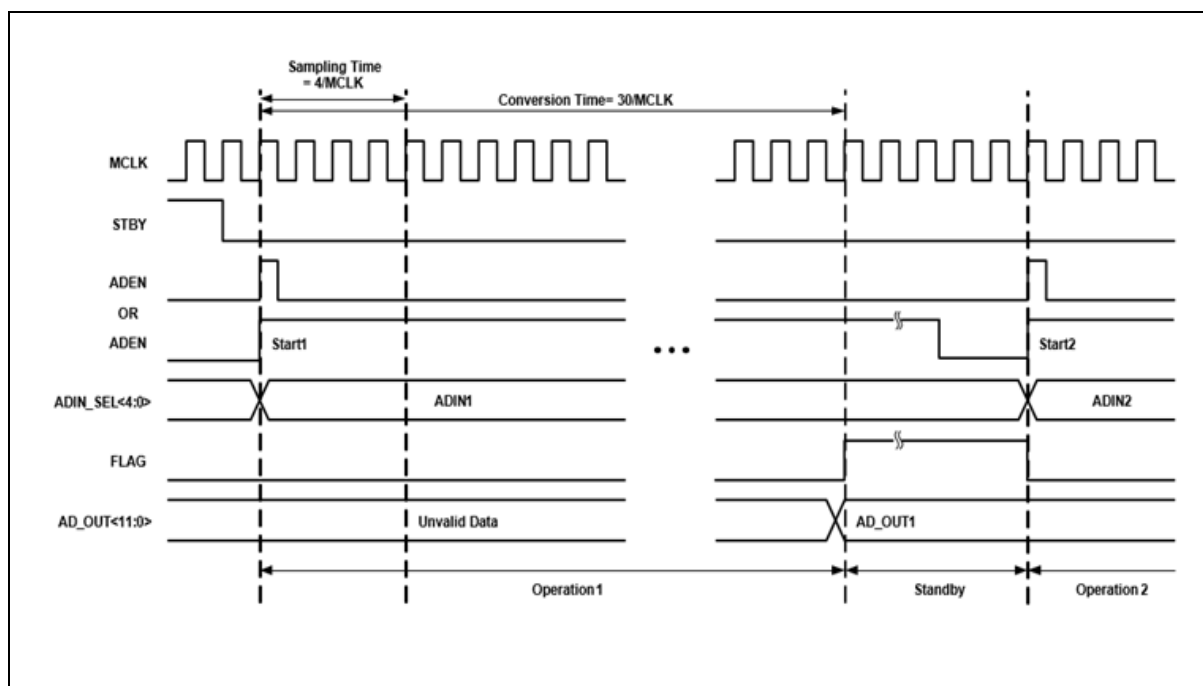 Sampling Time
= 4/MCLK
Conversion Time= 30/MCLK
MCLK
STBY
ADEN
OR
ADEN
Start1
Start2
ADIN_SEL<4:0>
ADIN1
ADIN2
FLAG
AD_OUT<11:0>
Unvalid Data
AD_OUT1
Operation 1
Standby
Operation 2